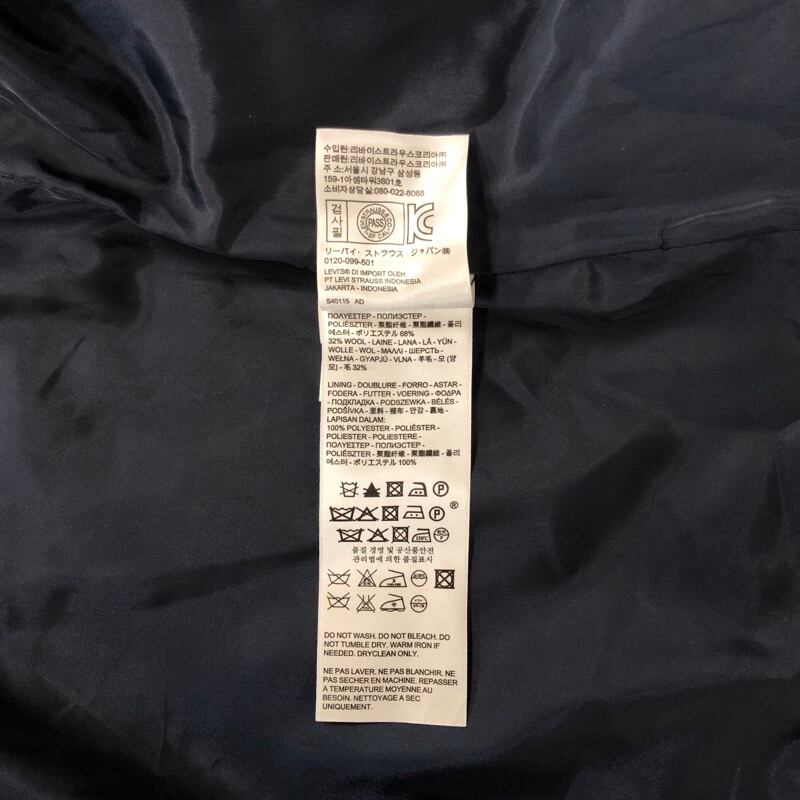 수입원:리바이스트라우스코리아㈜
판매원:리바이스트라우스코리아㈜
주 소:서울시 강남구 삼성동
159-1아셈타워3801호
소비자상담실:080-022-8088
검사필
PASS
リーバイ・ストラウス ジャパン㈱
0120-099-501
LEVI'S® DI IMPORT OLEH:
PT LEVI STRAUSS INDONESIA
JAKARTA - INDONESIA
S40115 AD
ΠΟΛΥΕΣΤΕΡ - ПОЛИЭСТЕР -
POLIÉSZTER - 聚酯纤维 - 聚酯纖維 - 폴리
에스터 - ポリエステル 68%
32% WOOL - LAINE - LANA - LÃ - YÜN -
WOLLE - WOL - ΜΑΛΛΙ - ШЕРСТЬ -
WEŁNA - GYAPJÚ - VLNA - 羊毛 - 모 (양
모) - 毛 32%
LINING - DOUBLURE - FORRO - ASTAR -
FODERA - FUTTER - VOERING - ΦΟΔΡΑ
- ПОДКЛАДКА - PODSZEWKA - BÉLÉS -
PODŠÍVKA - 里料 - 裡布 - 안감 - 裏地 -
LAPISAN DALAM:
100% POLYESTER - POLIÉSTER -
POLIESTER - POLIESTERE -
ΠΟΛΥΕΣΤΕΡ - ПОЛИЭСТЕР -
POLIÉSZTER - 聚酯纤维 - 聚酯纖維 - 폴리
에스터 - ポリエステル 100%
P
P ®
품질 경영 및 공산품안전
관리법에 의한 품질표시
DO NOT WASH. DO NOT BLEACH. DO
NOT TUMBLE DRY. WARM IRON IF
NEEDED. DRYCLEAN ONLY.
NE PAS LAVER. NE PAS BLANCHIR. NE
PAS SECHER EN MACHINE. REPASSER
A TEMPERATURE MOYENNE AU
BESOIN. NETTOYAGE A SEC
UNIQUEMENT.